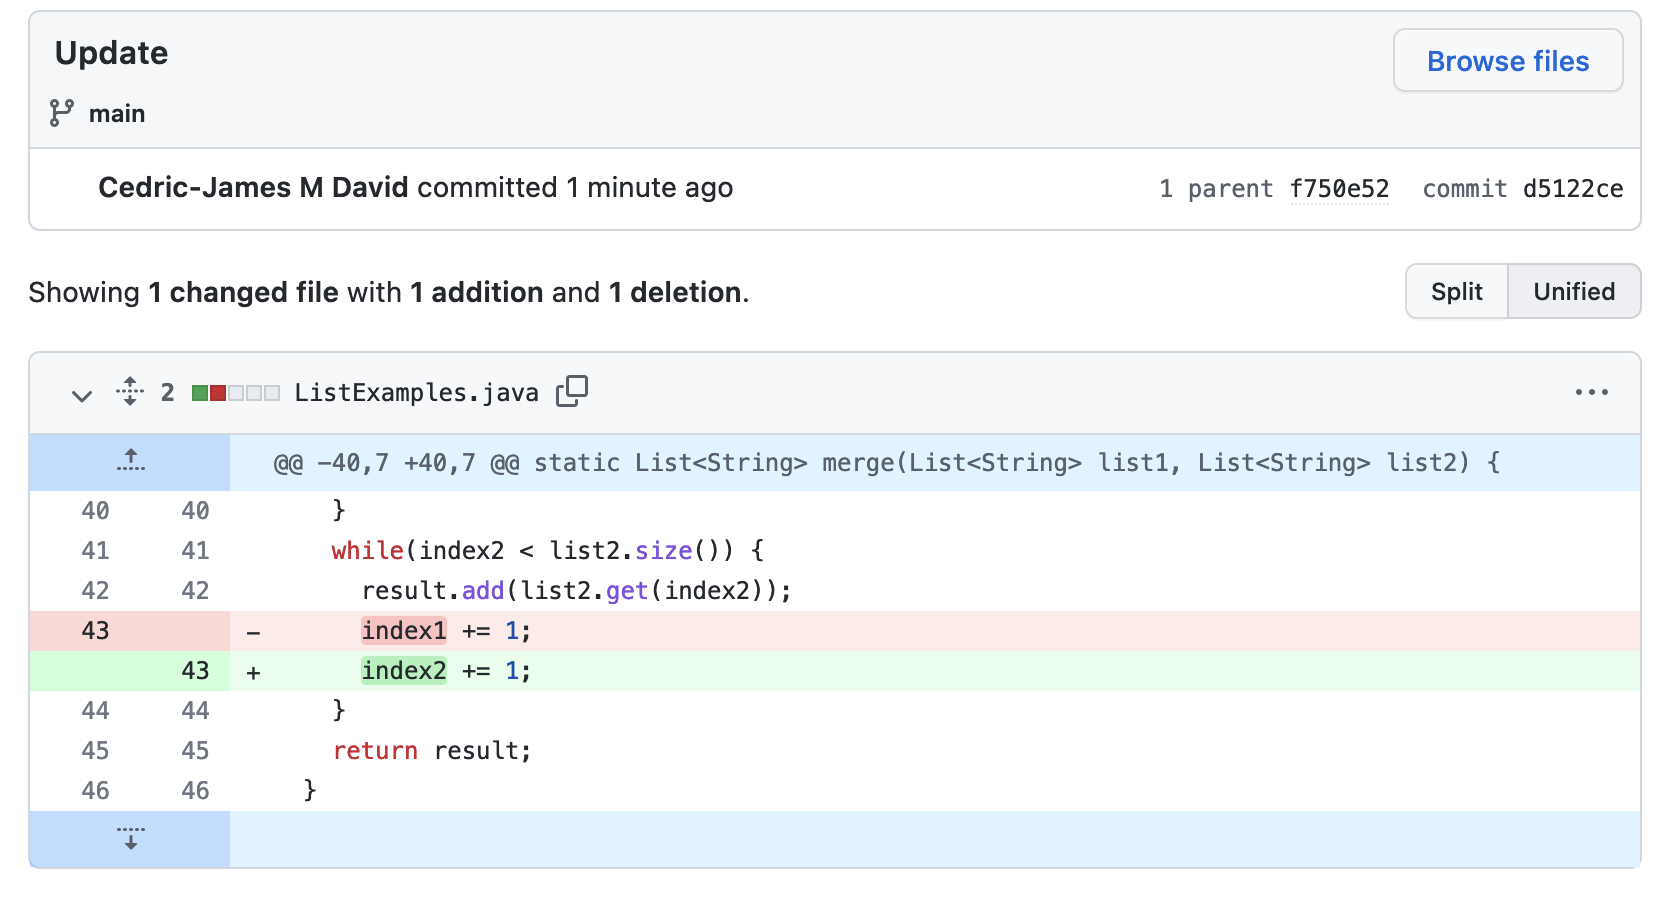 Update
Browse files
main
Cedric-James M David committed 1 minute ago
1 parent f750e52 commit d5122ce
Showing 1 changed file with 1 addition and 1 deletion.
Split Unified
2 ListExamples.java
@@ -40,7 +40,7 @@ static List<String> merge(List<String> list1, List<String> list2) {
40 40 }
41 41 while(index2 < list2.size()) {
42 42 result.add(list2.get(index2));
43 - index1 += 1;
43 + index2 += 1;
44 44 }
45 45 return result;
46 46 }